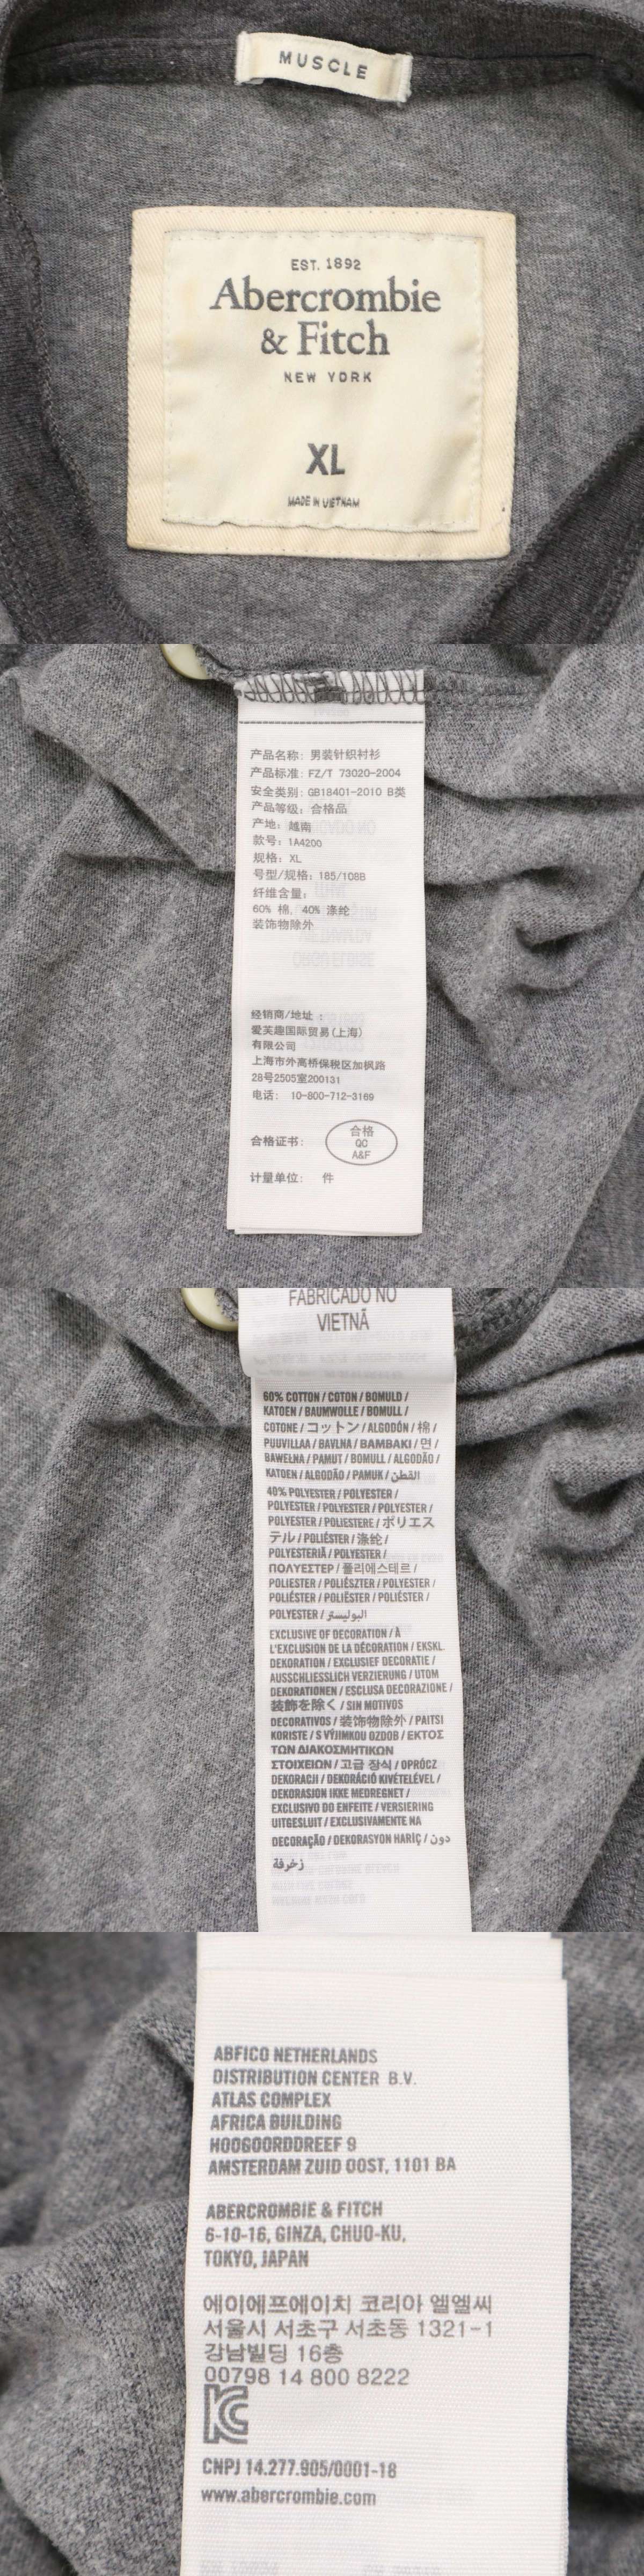 MUSCLE
EST. 1892
Abercrombie
& Fitch
NEW YORK
XL
MADE IN VIETNAM
产品名称: 男装针织衬衫
产品标准: FZ/T 73020-2004
安全类别: GB18401-2010 B类
产品等级: 合格品
产地: 越南
款号: 1A4200
规格: XL
号型/规格: 185/108B
纤维含量:
60% 棉, 40% 涤纶
装饰物除外
经销商/地址:
爱芙趣国际贸易(上海)
有限公司
上海市外高桥保税区加枫路
28号2505室200131
电话: 10-800-712-3169
合格证书:
合格
QC
A&F
计量单位: 件
FABRICADO NO
VIETNÃ
60% COTTON / COTON / BOMULD /
KATOEN / BAUMWOLLE / BOMULL /
COTONE / コットン / ALGODÓN / 棉 /
PUUVILLAA / BAVLNA / BAMBAKI / 면 /
BAWEŁNA / PAMUT / BOMULL / ALGODÃO /
KATOEN / ALGODÃO / PAMUK / القطن
40% POLYESTER / POLYESTER /
POLYESTER / POLYESTER / POLYESTER /
POLYESTER / POLIESTERE / ポリエス
テル / POLIÉSTER / 涤纶 /
POLYESTERIÄ / POLYESTER /
ΠΟΛΥΕΣΤΕΡ / 폴리에스테르 /
POLIESTER / POLIÉSZTER / POLYESTER /
POLIÉSTER / POLIËSTER / POLIÉSTER /
POLYESTER / البوليستر
EXCLUSIVE OF DECORATION / À
L'EXCLUSION DE LA DÉCORATION / EKSKL.
DEKORATION / EXCLUSIEF DECORATIE /
AUSSCHLIESSLICH VERZIERUNG / UTOM
DEKORATIONEN / ESCLUSA DECORAZIONE /
装飾を除く / SIN MOTIVOS
DECORATIVOS / 装饰物除外 / PAITSI
KORISTE / S VÝJIMKOU OZDOB / ΕΚΤΟΣ
ΤΩΝ ΔΙΑΚΟΣΜΗΤΙΚΩΝ
ΣΤΟΙΧΕΙΩΝ / 고급 장식 / OPRÓCZ
DEKORACJI / DEKORÁCIÓ KIVÉTELÉVEL /
DEKORASJON IKKE MEDREGNET /
EXCLUSIVO DO ENFEITE / VERSIERING
UITGESLUIT / EXCLUSIVAMENTE NA
DECORAÇÃO / DEKORASYON HARİÇ / دون
زخرفة
ABFICO NETHERLANDS
DISTRIBUTION CENTER B.V.
ATLAS COMPLEX
AFRICA BUILDING
HOOGOORDDREEF 9
AMSTERDAM ZUID OOST, 1101 BA
ABERCROMBIE & FITCH
6-10-16, GINZA, CHUO-KU,
TOKYO, JAPAN
에이에프에이치 코리아 엘엘씨
서울시 서초구 서초동 1321-1
강남빌딩 16층
00798 14 800 8222
KC
CNPJ 14.277.905/0001-18
www.abercrombie.com